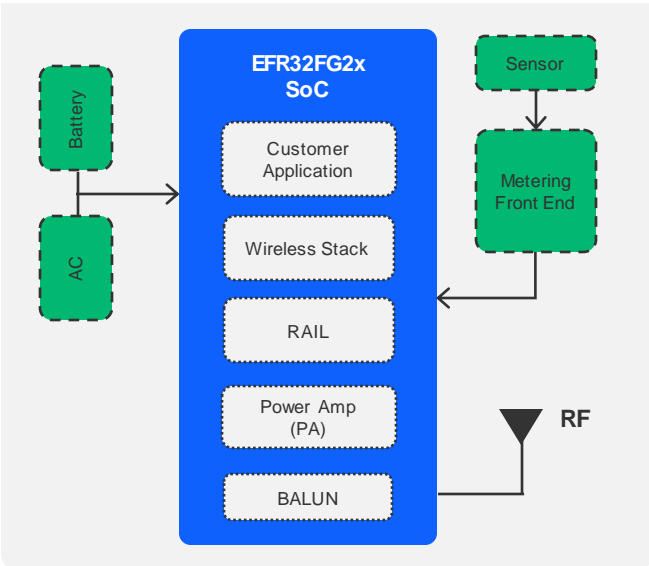 Battery
AC
EFR32FG2x
SoC
Customer
Application
Wireless Stack
RAIL
Power Amp
(PA)
BALUN
Sensor
Metering
Front End
RF